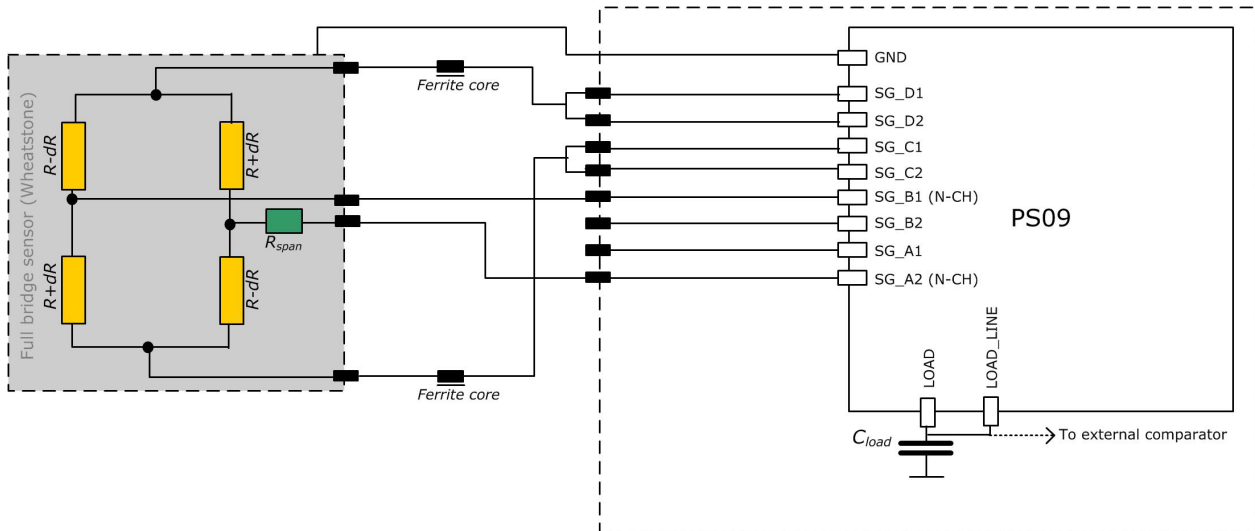 Full bridge sensor (Wheatstone)
R-dR
R+dR
R+dR
R-dR
Rspan
Ferrite core
Ferrite core
GND
SG_D1
SG_D2
SG_C1
SG_C2
SG_B1 (N-CH)
SG_B2
SG_A1
SG_A2 (N-CH)
PS09
LOAD
LOAD_LINE
Cload
To external comparator